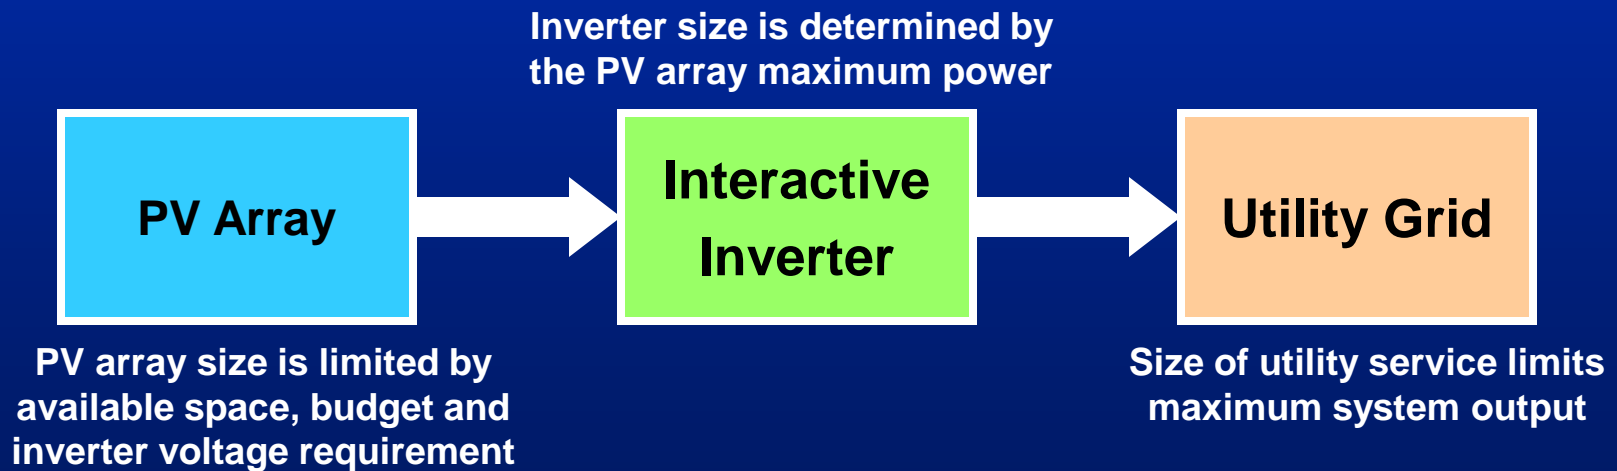 Inverter size is determined by
the PV array maximum power
PV Array
Interactive
Inverter
Utility Grid
PV array size is limited by
available space, budget and
inverter voltage requirement
Size of utility service limits
maximum system output